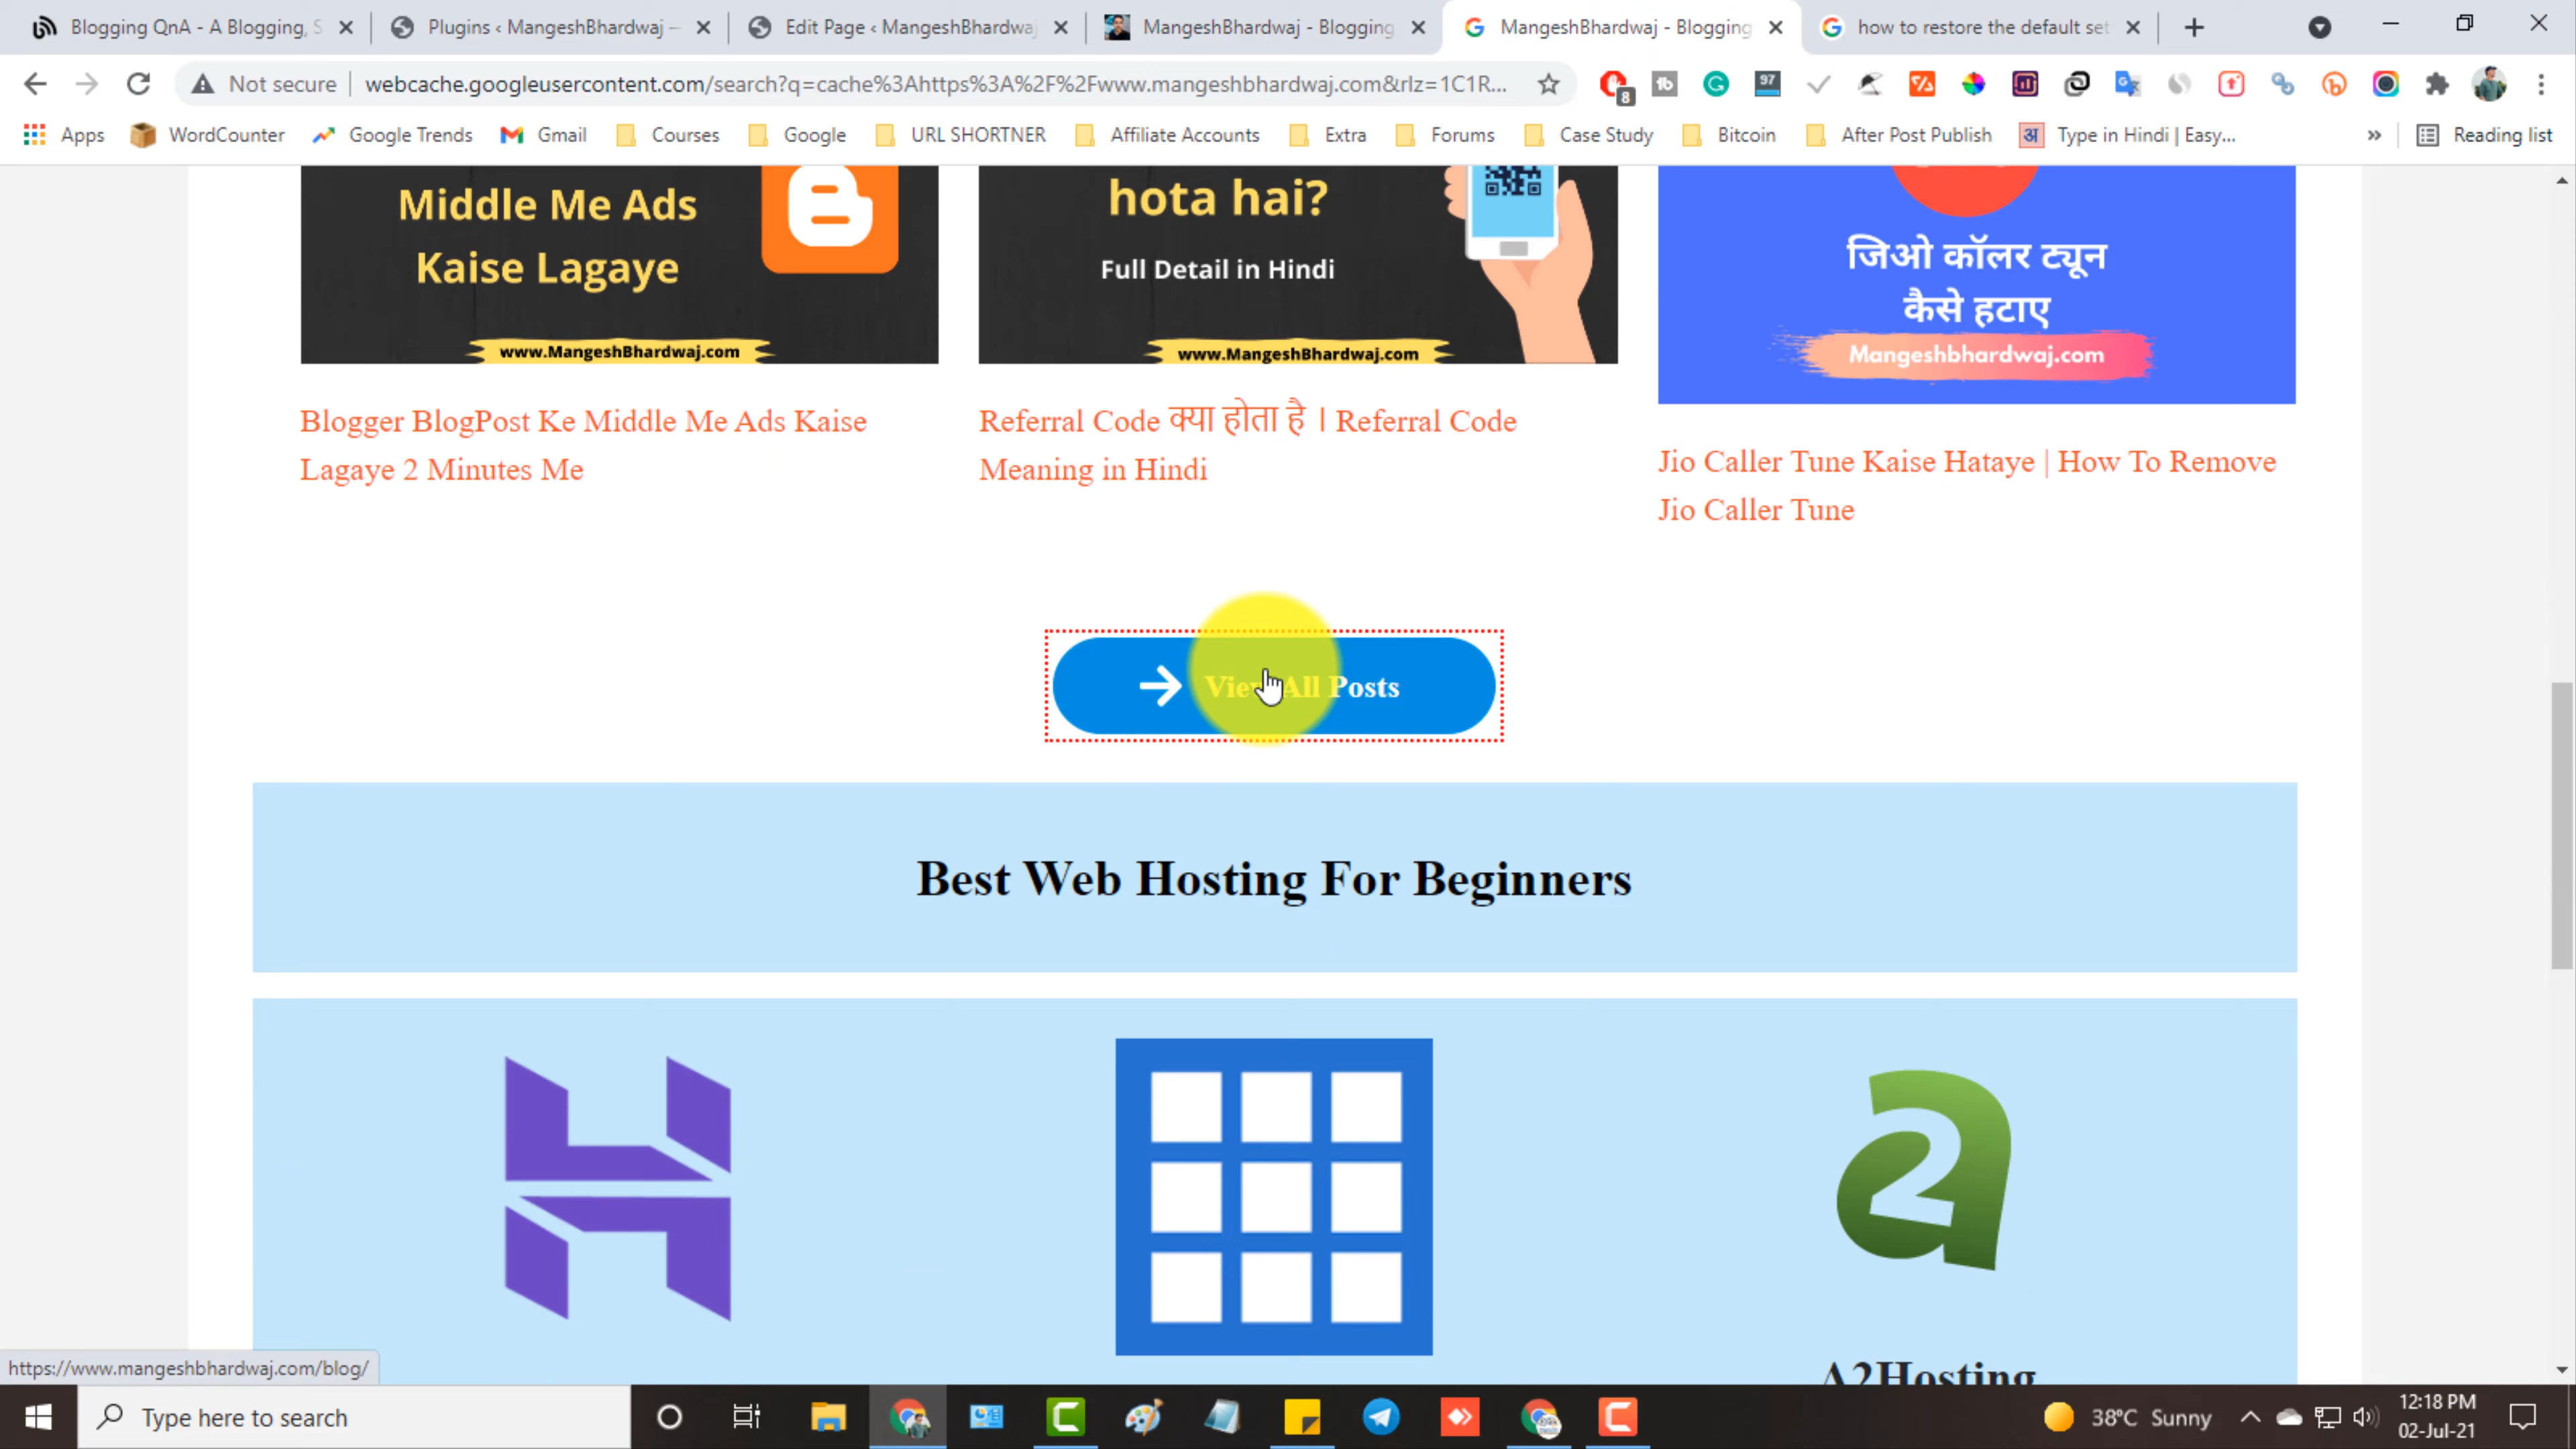 Blogging QnA - A Blogging, S
Plugins ‹ MangeshBhardwaj —
Edit Page ‹ MangeshBhardwaj
MangeshBhardwaj - Blogging
MangeshBhardwaj - Blogging
how to restore the default set
Not secure
webcache.googleusercontent.com/search?q=cache%3Ahttps%3A%2F%2Fwww.mangeshbhardwaj.com&rlz=1C1R...
8
97
Apps
WordCounter
Google Trends
Gmail
Courses
Google
URL SHORTNER
Affiliate Accounts
Extra
Forums
Case Study
Bitcoin
After Post Publish
अ
Type in Hindi | Easy...
»
Reading list
Middle Me Ads
Kaise Lagaye
www.MangeshBhardwaj.com
hota hai?
Full Detail in Hindi
www.MangeshBhardwaj.com
जिओ कॉलर ट्यून
कैसे हटाए
Mangeshbhardwaj.com
Blogger BlogPost Ke Middle Me Ads Kaise
Lagaye 2 Minutes Me
Referral Code क्या होता है । Referral Code
Meaning in Hindi
Jio Caller Tune Kaise Hataye | How To Remove
Jio Caller Tune
View All Posts
Best Web Hosting For Beginners
A2Hosting
https://www.mangeshbhardwaj.com/blog/
Type here to search
38°C Sunny
12:18 PM
02-Jul-21